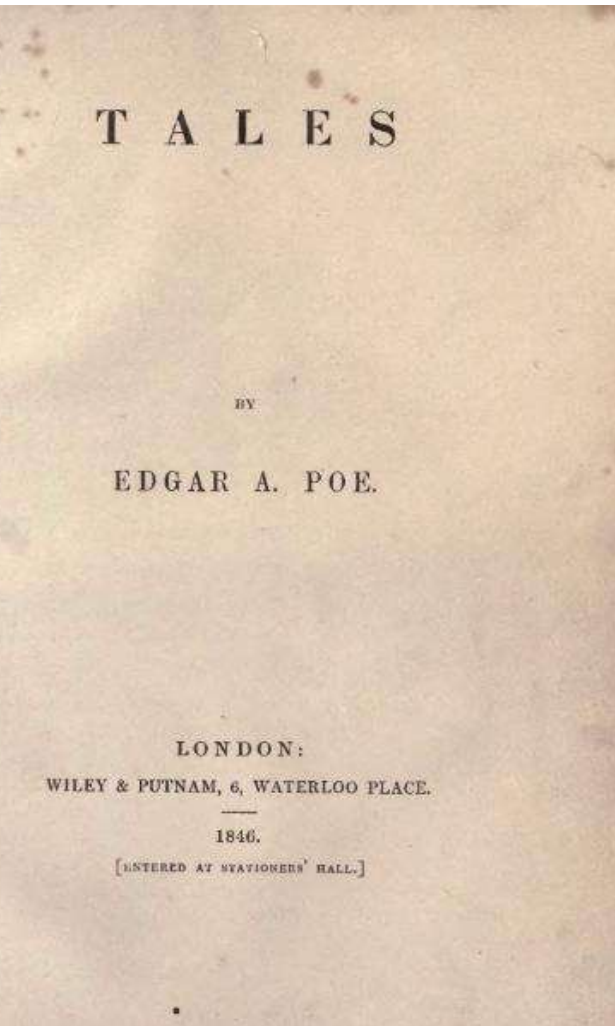 TALES
BY
EDGAR A. POE.
LONDON:
WILEY & PUTNAM, 6, WATERLOO PLACE.
1846.
[ENTERED AT STATIONERS' HALL.]